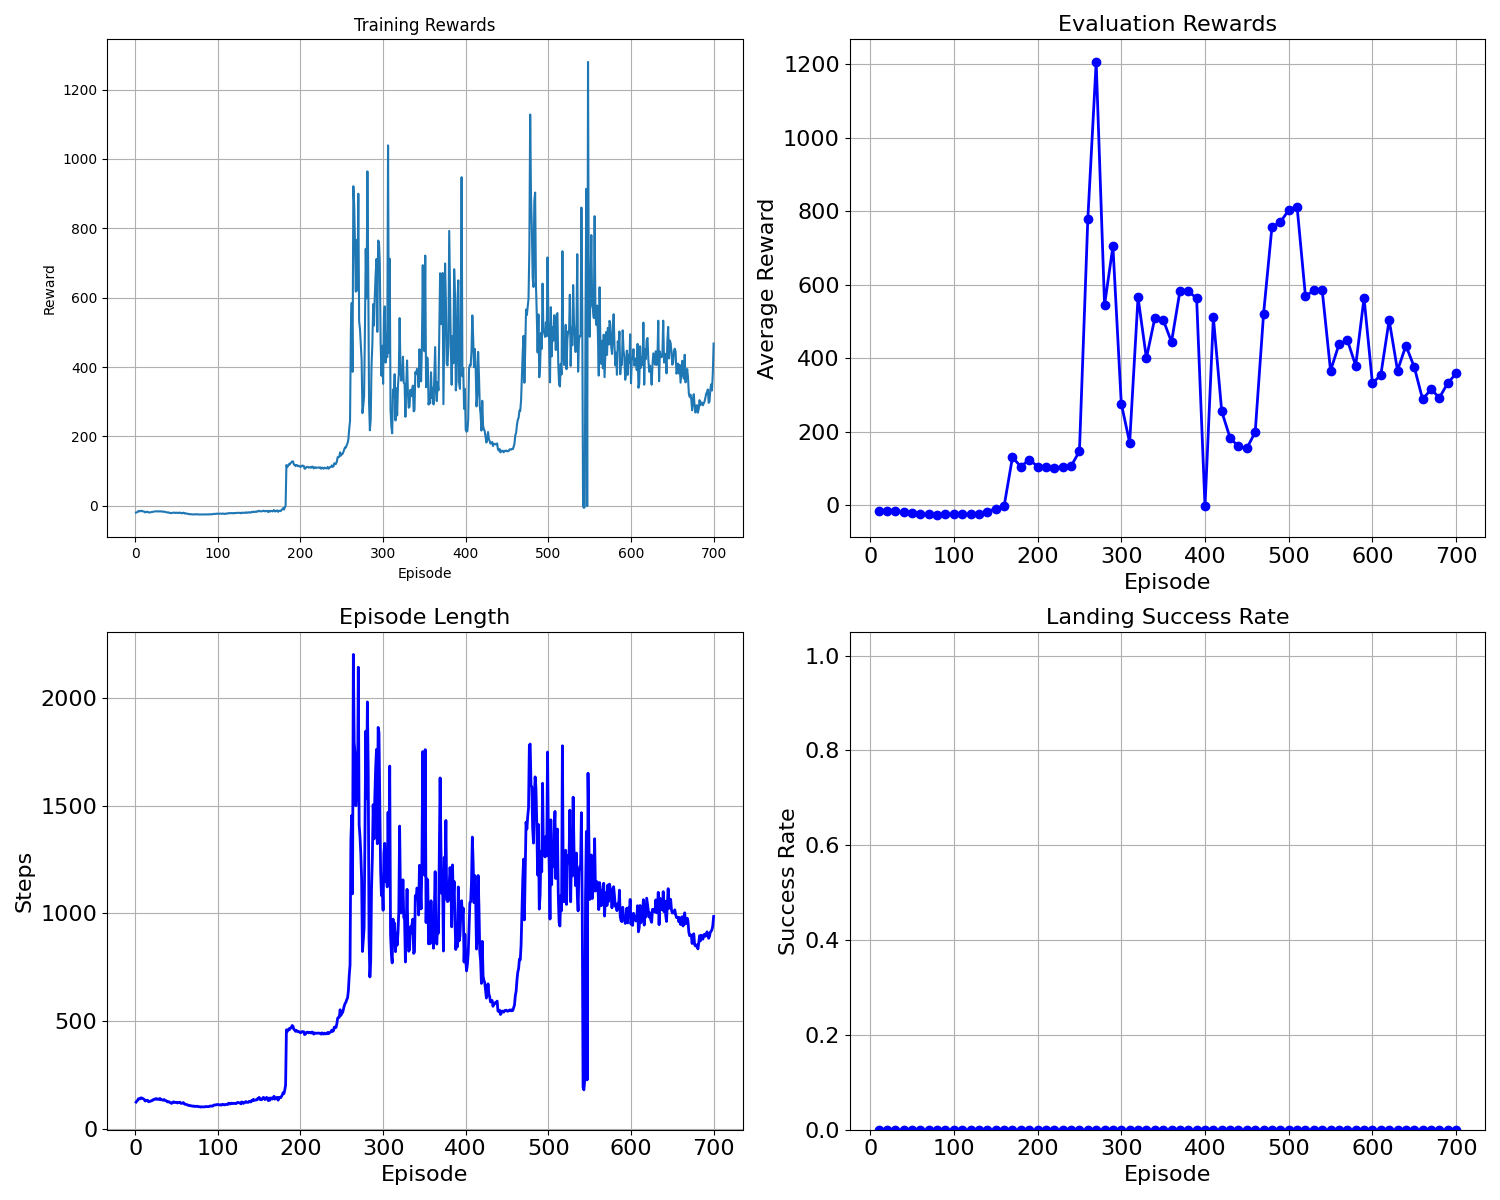 Training Rewards
Reward
1200
1000
800
600
400
200
0
0 100 200 300 400 500 600 700
Episode
Evaluation Rewards
Average Reward
1200
1000
800
600
400
200
0
0 100 200 300 400 500 600 700
Episode
Episode Length
Steps
2000
1500
1000
500
0
0 100 200 300 400 500 600 700
Episode
Landing Success Rate
Success Rate
1.0
0.8
0.6
0.4
0.2
0.0
0 100 200 300 400 500 600 700
Episode